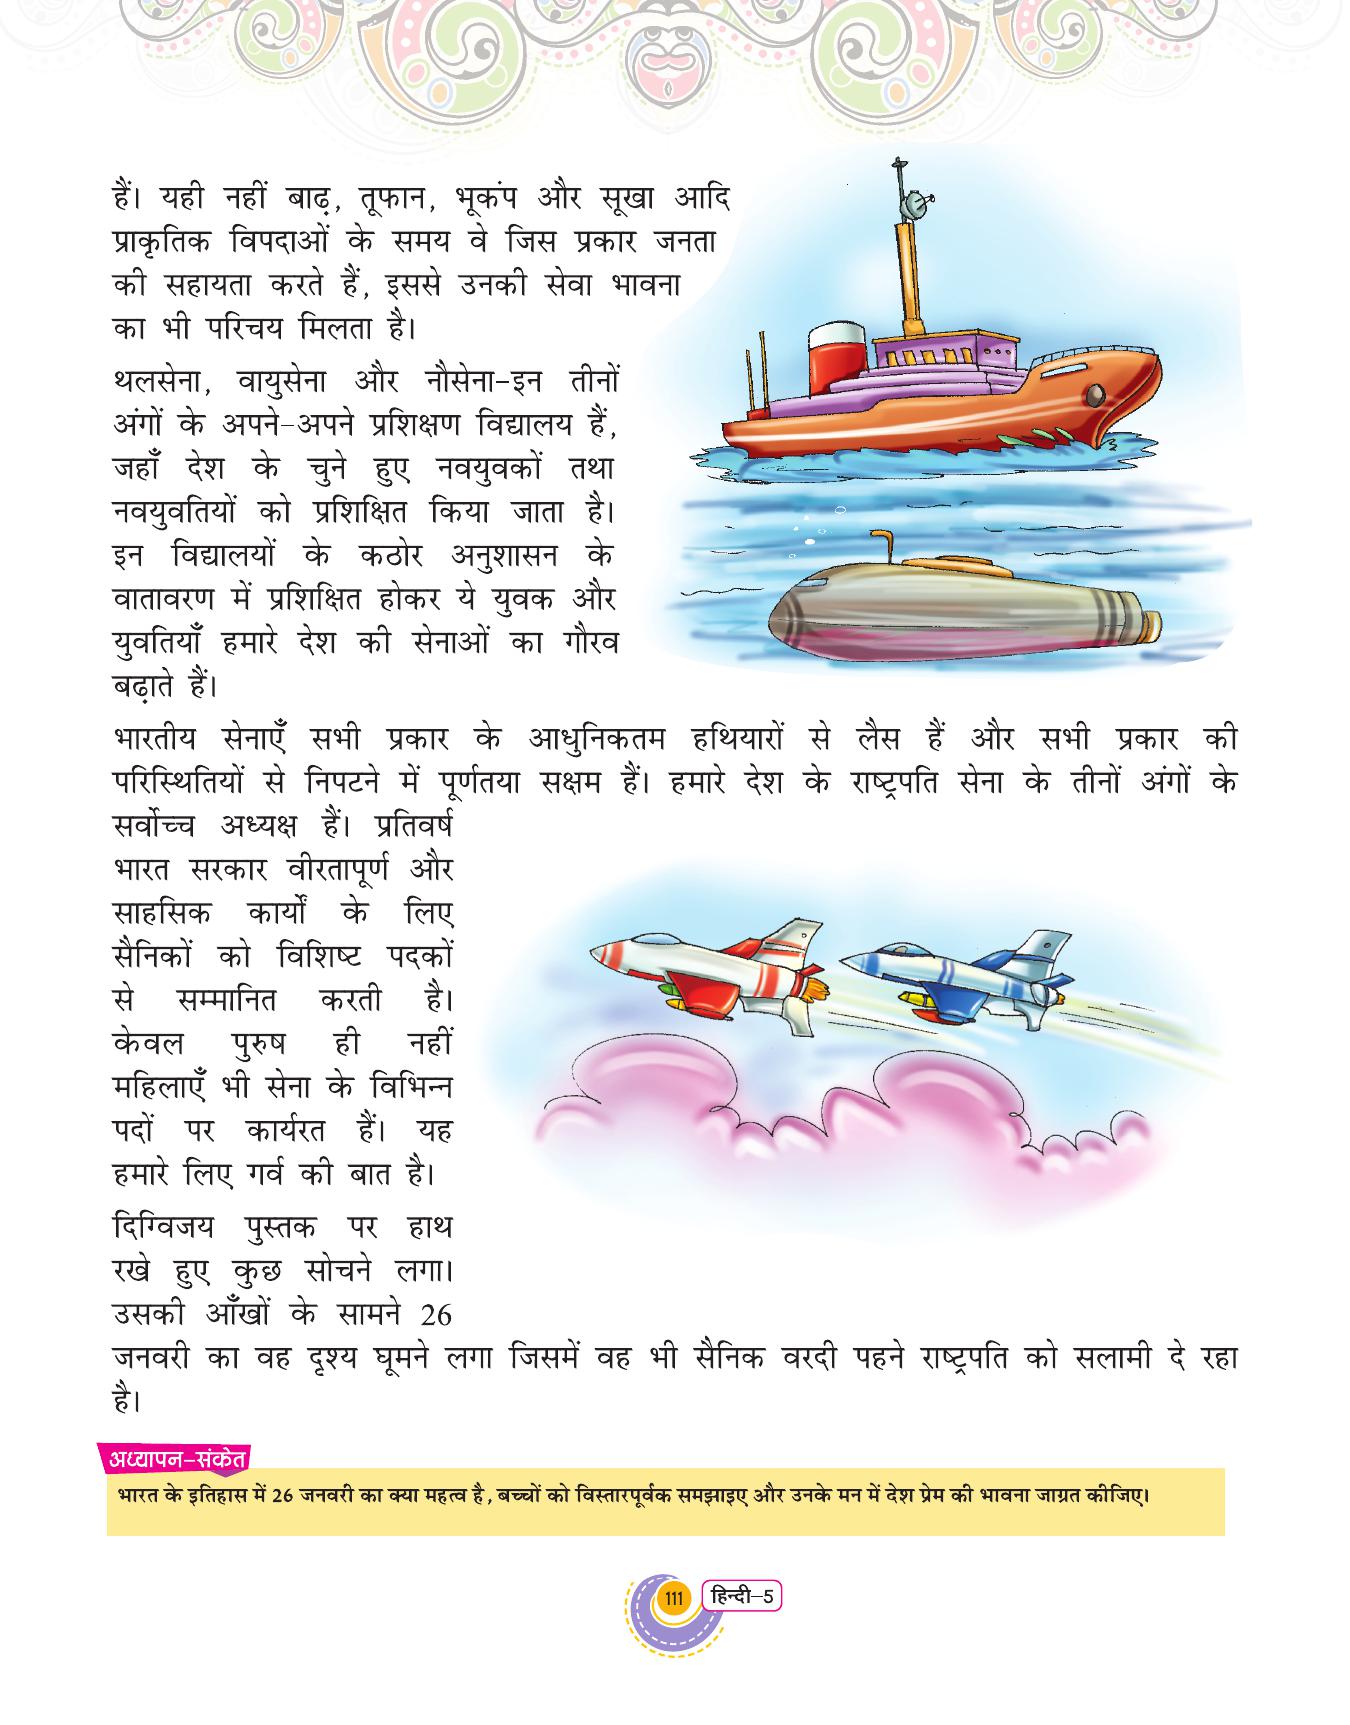 हैं। यही नहीं बाढ़, तूफान, भूकंप और सूखा आदि
प्राकृतिक विपदाओं के समय वे जिस प्रकार जनता
की सहायता करते हैं, इससे उनकी सेवा भावना
का भी परिचय मिलता है।
थलसेना, वायुसेना और नौसेना-इन तीनों
अंगों के अपने-अपने प्रशिक्षण विद्यालय हैं,
जहाँ देश के चुने हुए नवयुवकों तथा
नवयुवतियों को प्रशिक्षित किया जाता है।
इन विद्यालयों के कठोर अनुशासन के
वातावरण में प्रशिक्षित होकर ये युवक और
युवतियाँ हमारे देश की सेनाओं का गौरव
बढ़ाते हैं।
भारतीय सेनाएँ सभी प्रकार के आधुनिकतम हथियारों से लैस हैं और सभी प्रकार की
परिस्थितियों से निपटने में पूर्णतया सक्षम हैं। हमारे देश के राष्ट्रपति सेना के तीनों अंगों के
सर्वोच्च अध्यक्ष हैं। प्रतिवर्ष
भारत सरकार वीरतापूर्ण और
साहसिक कार्यों के लिए
सैनिकों को विशिष्ट पदकों
से सम्मानित करती है।
केवल पुरुष ही नहीं
महिलाएँ भी सेना के विभिन्न
पदों पर कार्यरत हैं। यह
हमारे लिए गर्व की बात है।
दिग्विजय पुस्तक पर हाथ
रखे हुए कुछ सोचने लगा।
उसकी आँखों के सामने 26
जनवरी का वह दृश्य घूमने लगा जिसमें वह भी सैनिक वरदी पहने राष्ट्रपति को सलामी दे रहा
है।
अध्यापन-संकेत
भारत के इतिहास में 26 जनवरी का क्या महत्व है, बच्चों को विस्तारपूर्वक समझाइए और उनके मन में देश प्रेम की भावना जाग्रत कीजिए।
111 हिन्दी-5